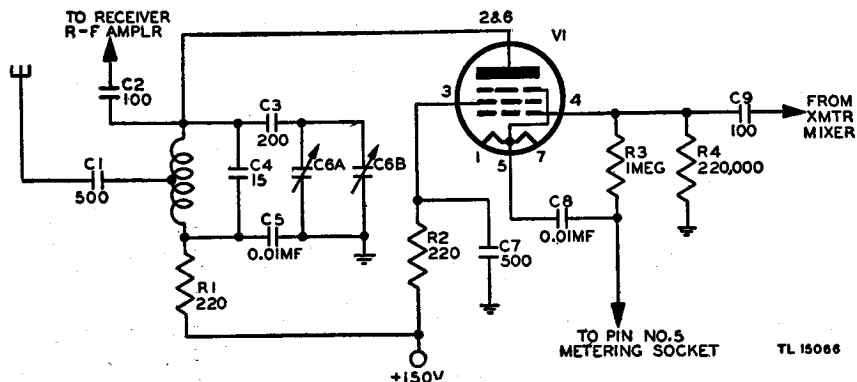 TO RECEIVER
R-F AMPLR
2&6
V1
C2
100
3
4
C9
100
FROM
XMTR
MIXER
C3
200
C1
500
C4
15
C6A
C6B
1
5
7
R3
1MEG
R4
220,000
C5
0.01MF
C8
0.01MF
R1
220
R2
220
C7
500
+150V
TO PIN NO.5
METERING SOCKET
TL 15066